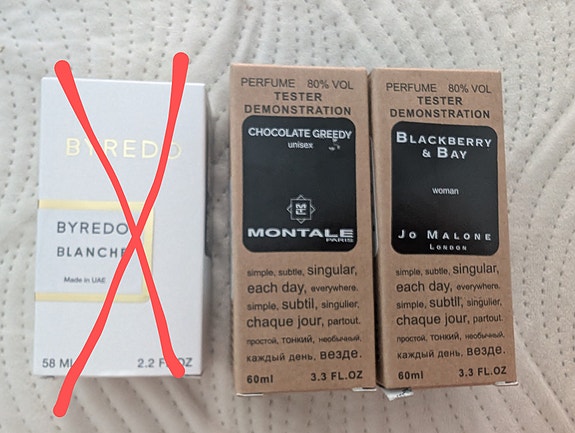 BYREDO
BYREDO
BLANCHE
Made in UAE
58 ML 2.2 FL.OZ
PERFUME 80% VOL
TESTER
DEMONSTRATION
CHOCOLATE GREEDY
unisex
MONTALE
PARIS
simple, subtle, singular,
each day, everywhere.
simple, subtil, singulier,
chaque jour, partout.
простой, тонкий, необычный,
каждый день, везде.
60ml 3.3 FL.OZ
PERFUME 80% VOL
TESTER
DEMONSTRATION
BLACKBERRY
& BAY
woman
JO MALONE
LONDON
simple, subtle, singular,
each day, everywhere.
simple, subtil, singulier,
chaque jour, partout.
простой, тонкий, необычный,
каждый день, везде.
60ml 3.3 FL.OZ